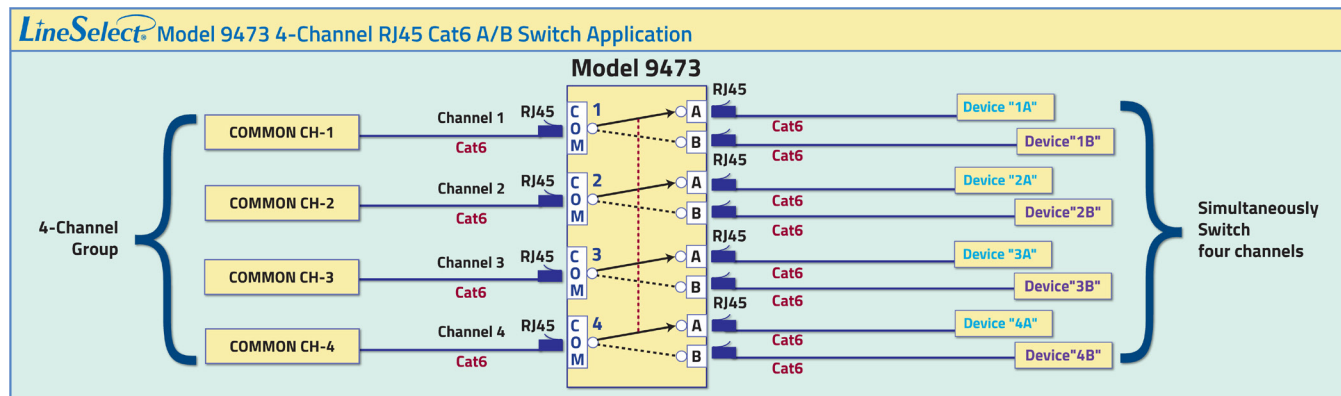 LineSelect® Model 9473 4-Channel RJ45 Cat6 A/B Switch Application
Model 9473
4-Channel
Group
COMMON CH-1
Channel 1
Cat6
RJ45
COM
1
A
B
RJ45
Cat6
Cat6
Device "1A"
Device"1B"
COMMON CH-2
Channel 2
Cat6
RJ45
COM
2
A
B
RJ45
Cat6
Cat6
Device "2A"
Device"2B"
COMMON CH-3
Channel 3
Cat6
RJ45
COM
3
A
B
RJ45
Cat6
Cat6
Device "3A"
Device"3B"
COMMON CH-4
Channel 4
Cat6
RJ45
COM
4
A
B
RJ45
Cat6
Cat6
Device "4A"
Device"4B"
Simultaneously
Switch
four channels